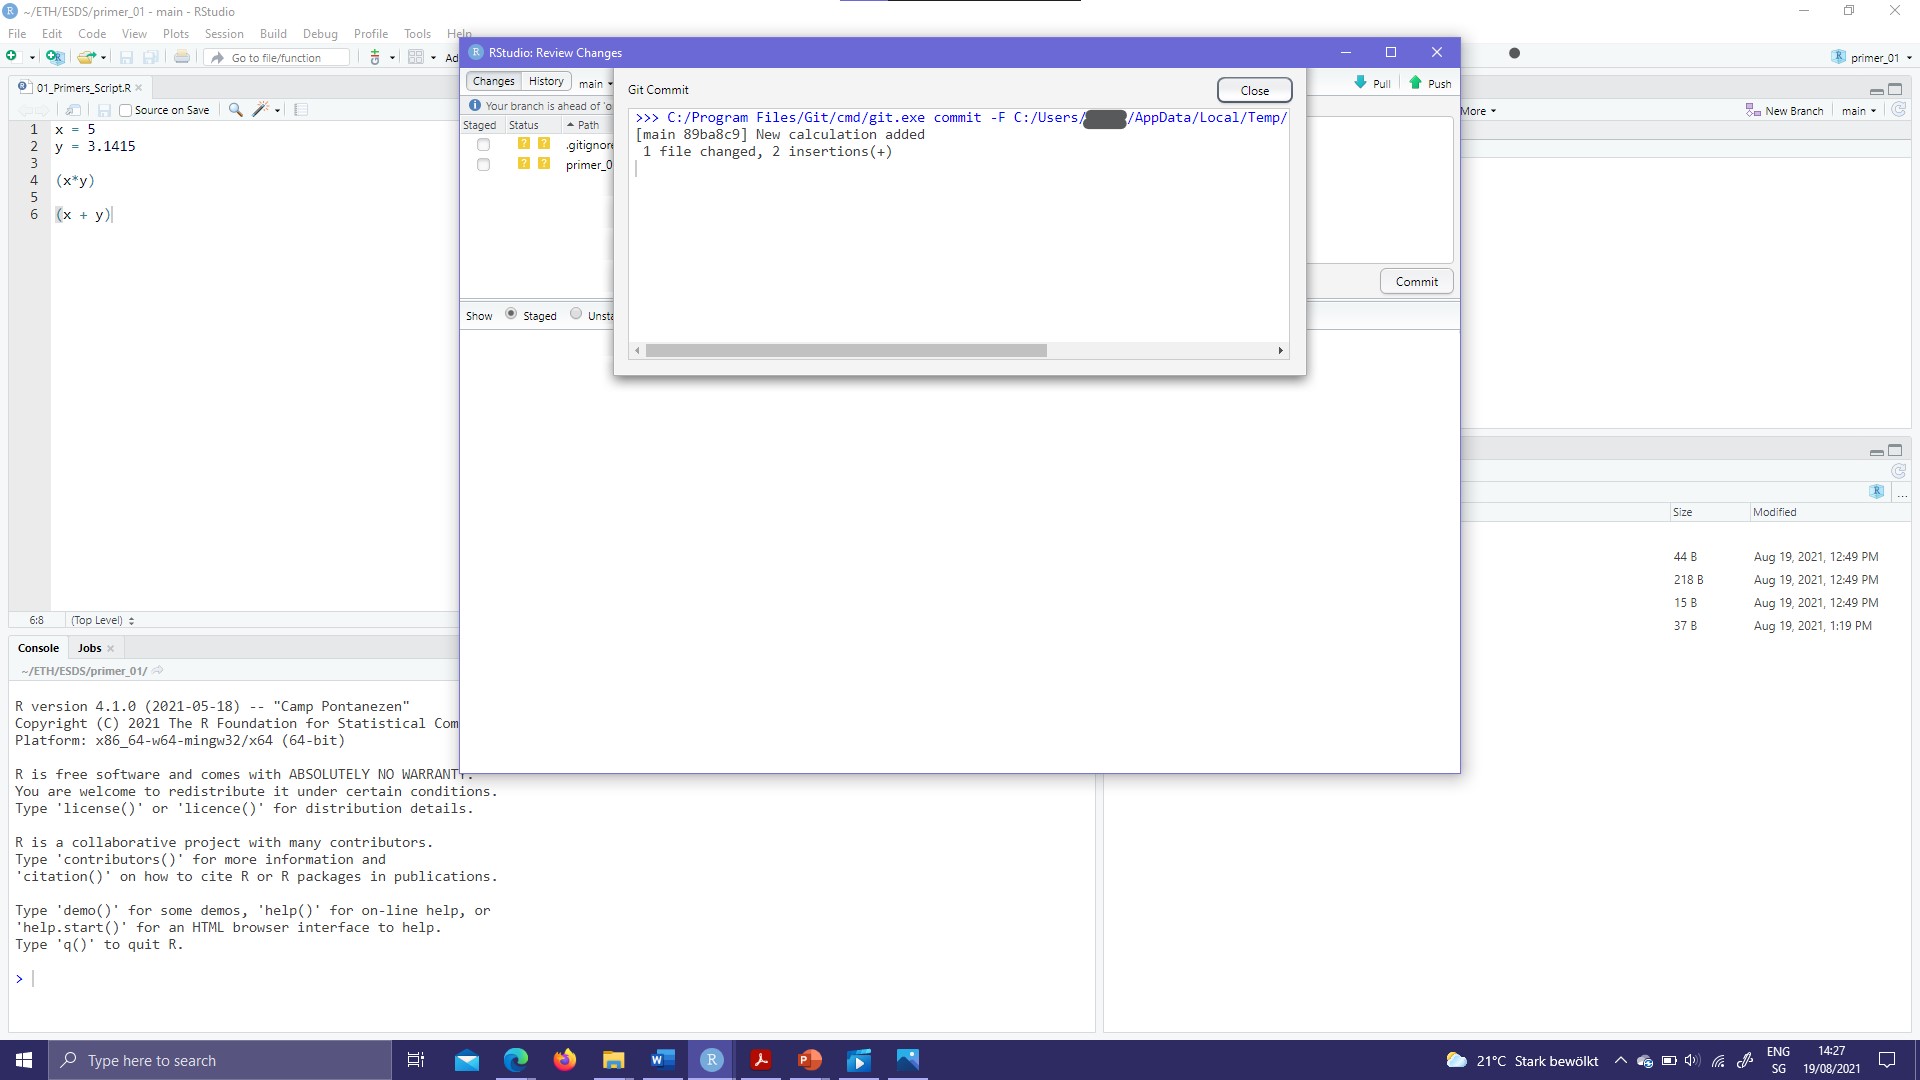 ~/ETH/ESDS/primer_01 - main - RStudio
File Edit Code View Plots Session Build Debug Profile Tools Help
Go to file/function
Ad
primer_01
01_Primers_Script.R
Source on Save
1 x = 5
2 y = 3.1415
3
4 (x*y)
5
6 (x + y)
6:8 (Top Level)
RStudio: Review Changes
Changes History main
Pull Push
Your branch is ahead of 'o
Staged Status Path
.gitignore
primer_0
Show Staged Unsta
Commit
Git Commit
Close
>>> C:/Program Files/Git/cmd/git.exe commit -F C:/Users/ /AppData/Local/Temp/
[main 89ba8c9] New calculation added
1 file changed, 2 insertions(+)
More New Branch main
...
Size Modified
44 B Aug 19, 2021, 12:49 PM
218 B Aug 19, 2021, 12:49 PM
15 B Aug 19, 2021, 12:49 PM
37 B Aug 19, 2021, 1:19 PM
Console Jobs
~/ETH/ESDS/primer_01/
R version 4.1.0 (2021-05-18) -- "Camp Pontanezen"
Copyright (C) 2021 The R Foundation for Statistical Com
Platform: x86_64-w64-mingw32/x64 (64-bit)
R is free software and comes with ABSOLUTELY NO WARRANTY.
You are welcome to redistribute it under certain conditions.
Type 'license()' or 'licence()' for distribution details.
R is a collaborative project with many contributors.
Type 'contributors()' for more information and
'citation()' on how to cite R or R packages in publications.
Type 'demo()' for some demos, 'help()' for on-line help, or
'help.start()' for an HTML browser interface to help.
Type 'q()' to quit R.
>
Type here to search
21°C Stark bewölkt
ENG
SG
14:27
19/08/2021